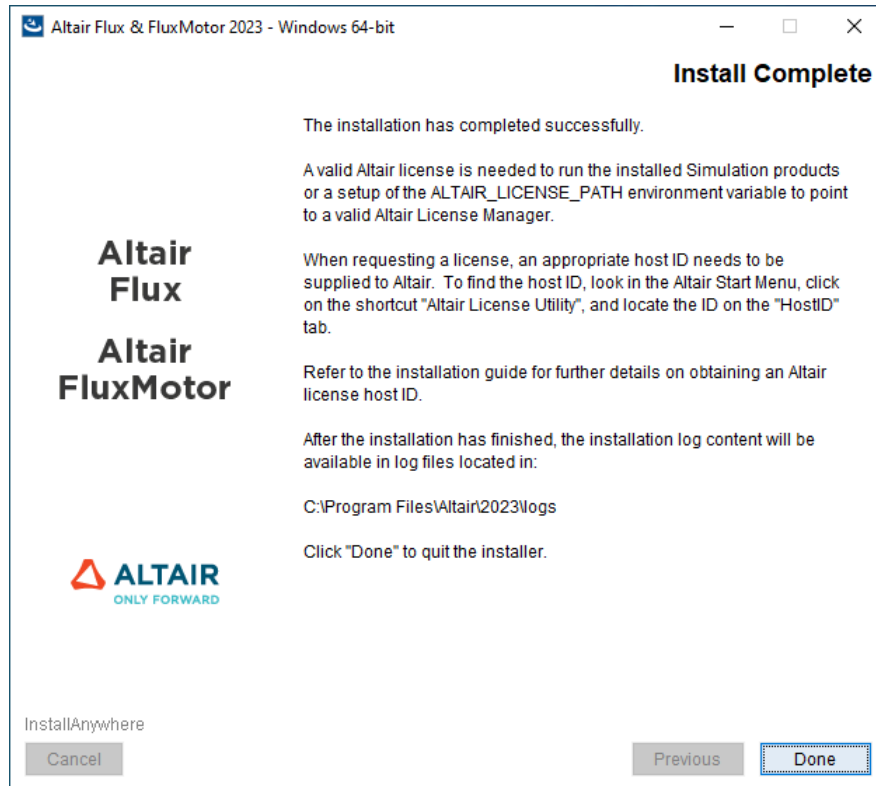 Altair Flux & FluxMotor 2023 - Windows 64-bit
Install Complete
The installation has completed successfully.
A valid Altair license is needed to run the installed Simulation products
or a setup of the ALTAIR_LICENSE_PATH environment variable to point
to a valid Altair License Manager.
When requesting a license, an appropriate host ID needs to be
supplied to Altair.  To find the host ID, look in the Altair Start Menu, click
on the shortcut "Altair License Utility", and locate the ID on the "HostID"
tab.
Refer to the installation guide for further details on obtaining an Altair
license host ID.
After the installation has finished, the installation log content will be
available in log files located in:
C:\Program Files\Altair\2023\logs
Click "Done" to quit the installer.
Altair
Flux
Altair
FluxMotor
ALTAIR
ONLY FORWARD
InstallAnywhere
Cancel
Previous
Done